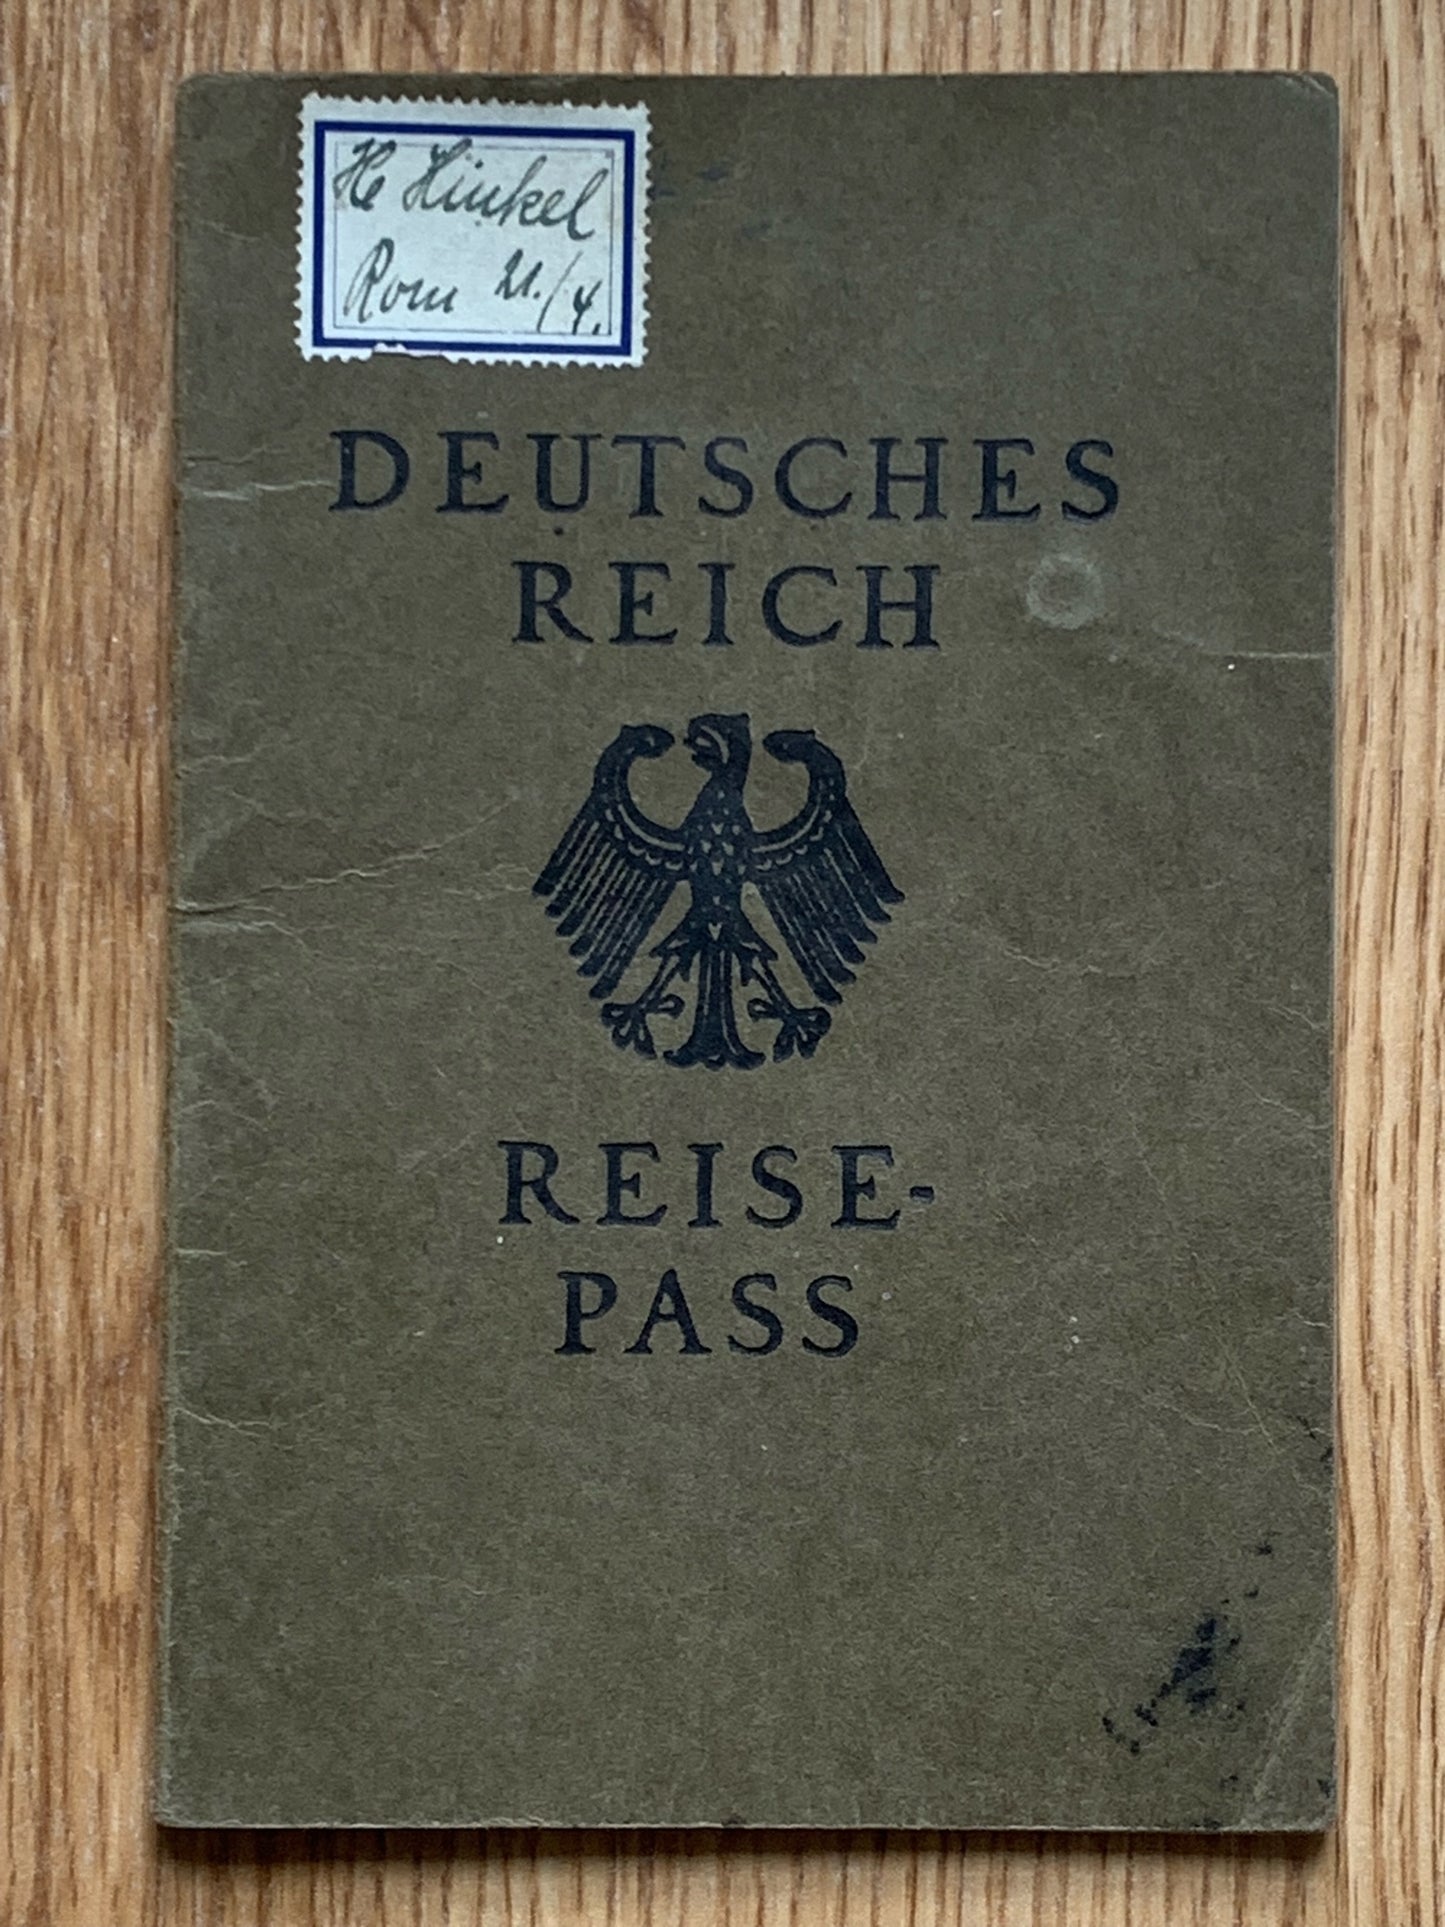 H Hinkel
Rom 21./4.
DEUTSCHES
REICH
REISE-
PASS